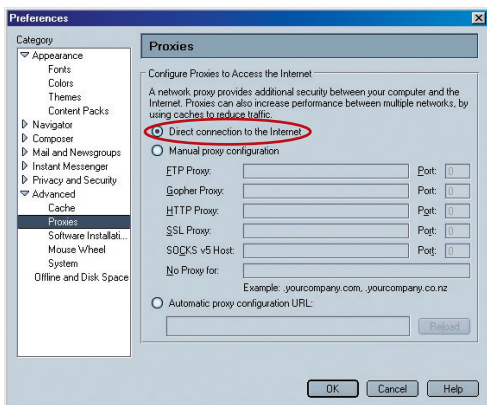 Preferences
Category
Appearance
Fonts
Colors
Themes
Content Packs
Navigator
Composer
Mail and Newsgroups
Instant Messenger
Privacy and Security
Advanced
Cache
Proxies
Software Installati...
Mouse Wheel
System
Offline and Disk Space
Proxies
Configure Proxies to Access the Internet
A network proxy provides additional security between your computer and the
Internet. Proxies can also increase performance between multiple networks, by
using caches to reduce traffic.
Direct connection to the Internet
Manual proxy configuration
FTP Proxy: Port: 0
Gopher Proxy: Port: 0
HTTP Proxy: Port: 0
SSL Proxy: Port: 0
SOCKS v5 Host: Port: 0
No Proxy for:
Example: .yourcompany.com, .yourcompany.co.nz
Automatic proxy configuration URL:
Reload
OK Cancel Help